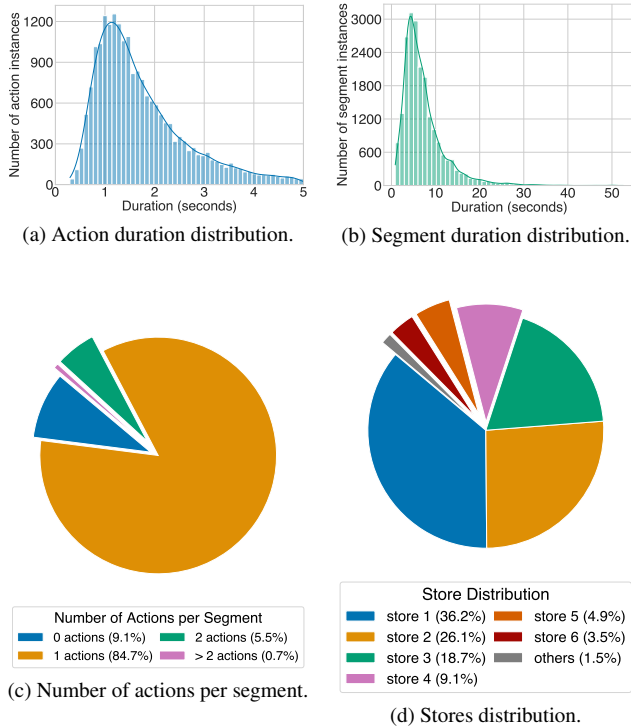 Number of action instances
1200
900
600
300
0
0 1 2 3 4 5
Duration (seconds)
(a) Action duration distribution.
Number of segment instances
3000
2400
1800
1200
600
0
0 10 20 30 40 50
Duration (seconds)
(b) Segment duration distribution.
Number of Actions per Segment
0 actions (9.1%) 2 actions (5.5%)
1 actions (84.7%) > 2 actions (0.7%)
(c) Number of actions per segment.
Store Distribution
store 1 (36.2%) store 5 (4.9%)
store 2 (26.1%) store 6 (3.5%)
store 3 (18.7%) others (1.5%)
store 4 (9.1%)
(d) Stores distribution.